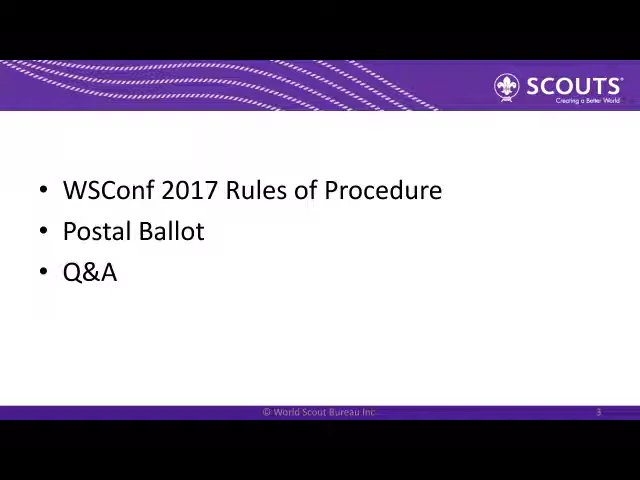 SCOUTS®
Creating a Better World
• WSConf 2017 Rules of Procedure
• Postal Ballot
• Q&A
© World Scout Bureau Inc.
3